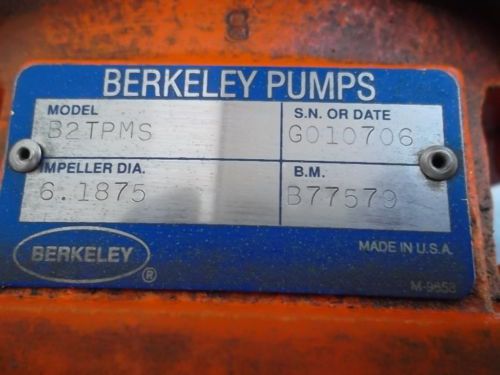 8
BERKELEY PUMPS
MODEL
S.N. OR DATE
B2TPMS
G010706
IMPELLER DIA.
B.M.
6.1875
B77579
BERKELEY ®
MADE IN U.S.A.
M-9653